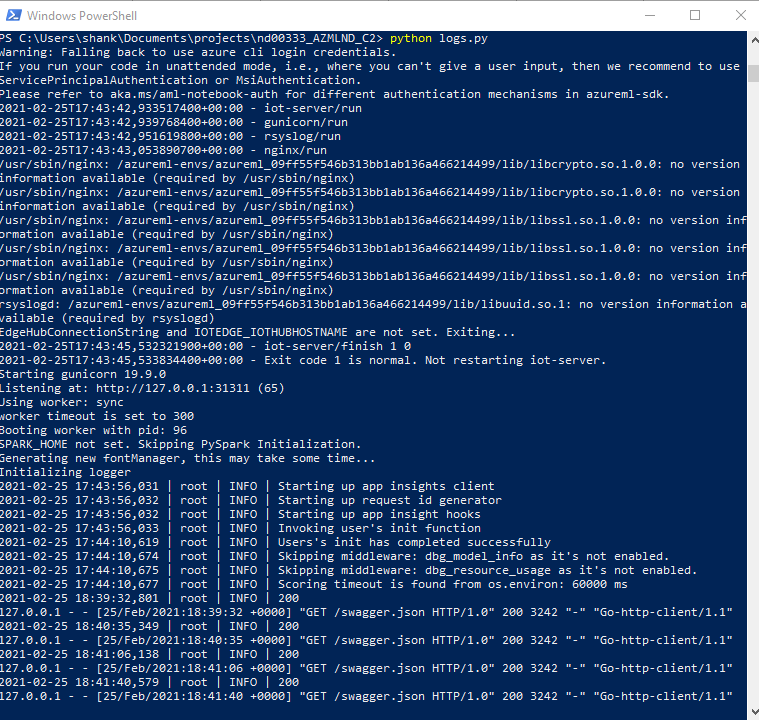 Windows PowerShell
PS C:\Users\shank\Documents\projects\nd00333_AZMLND_C2> python logs.py
Warning: Falling back to use azure cli login credentials.
If you run your code in unattended mode, i.e., where you can't give a user input, then we recommend to use
ServicePrincipalAuthentication or MsiAuthentication.
Please refer to aka.ms/aml-notebook-auth for different authentication mechanisms in azureml-sdk.
2021-02-25T17:43:42,933517400+00:00 - iot-server/run
2021-02-25T17:43:42,939768400+00:00 - gunicorn/run
2021-02-25T17:43:42,951619800+00:00 - rsyslog/run
2021-02-25T17:43:43,053890700+00:00 - nginx/run
/usr/sbin/nginx: /azureml-envs/azureml_09ff55f546b313bb1ab136a466214499/lib/libcrypto.so.1.0.0: no version
information available (required by /usr/sbin/nginx)
/usr/sbin/nginx: /azureml-envs/azureml_09ff55f546b313bb1ab136a466214499/lib/libcrypto.so.1.0.0: no version
information available (required by /usr/sbin/nginx)
/usr/sbin/nginx: /azureml-envs/azureml_09ff55f546b313bb1ab136a466214499/lib/libssl.so.1.0.0: no version inf
ormation available (required by /usr/sbin/nginx)
/usr/sbin/nginx: /azureml-envs/azureml_09ff55f546b313bb1ab136a466214499/lib/libssl.so.1.0.0: no version inf
ormation available (required by /usr/sbin/nginx)
/usr/sbin/nginx: /azureml-envs/azureml_09ff55f546b313bb1ab136a466214499/lib/libssl.so.1.0.0: no version inf
ormation available (required by /usr/sbin/nginx)
rsyslogd: /azureml-envs/azureml_09ff55f546b313bb1ab136a466214499/lib/libuuid.so.1: no version information a
vailable (required by rsyslogd)
EdgeHubConnectionString and IOTEDGE_IOTHUBHOSTNAME are not set. Exiting...
2021-02-25T17:43:45,532321900+00:00 - iot-server/finish 1 0
2021-02-25T17:43:45,533834400+00:00 - Exit code 1 is normal. Not restarting iot-server.
Starting gunicorn 19.9.0
Listening at: http://127.0.0.1:31311 (65)
Using worker: sync
worker timeout is set to 300
Booting worker with pid: 96
SPARK_HOME not set. Skipping PySpark Initialization.
Generating new fontManager, this may take some time...
Initializing logger
2021-02-25 17:43:56,031 | root | INFO | Starting up app insights client
2021-02-25 17:43:56,032 | root | INFO | Starting up request id generator
2021-02-25 17:43:56,032 | root | INFO | Starting up app insight hooks
2021-02-25 17:43:56,033 | root | INFO | Invoking user's init function
2021-02-25 17:44:10,619 | root | INFO | Users's init has completed successfully
2021-02-25 17:44:10,674 | root | INFO | Skipping middleware: dbg_model_info as it's not enabled.
2021-02-25 17:44:10,675 | root | INFO | Skipping middleware: dbg_resource_usage as it's not enabled.
2021-02-25 17:44:10,677 | root | INFO | Scoring timeout is found from os.environ: 60000 ms
2021-02-25 18:39:32,801 | root | INFO | 200
127.0.0.1 - - [25/Feb/2021:18:39:32 +0000] "GET /swagger.json HTTP/1.0" 200 3242 "-" "Go-http-client/1.1"
2021-02-25 18:40:35,349 | root | INFO | 200
127.0.0.1 - - [25/Feb/2021:18:40:35 +0000] "GET /swagger.json HTTP/1.0" 200 3242 "-" "Go-http-client/1.1"
2021-02-25 18:41:06,138 | root | INFO | 200
127.0.0.1 - - [25/Feb/2021:18:41:06 +0000] "GET /swagger.json HTTP/1.0" 200 3242 "-" "Go-http-client/1.1"
2021-02-25 18:41:40,579 | root | INFO | 200
127.0.0.1 - - [25/Feb/2021:18:41:40 +0000] "GET /swagger.json HTTP/1.0" 200 3242 "-" "Go-http-client/1.1"